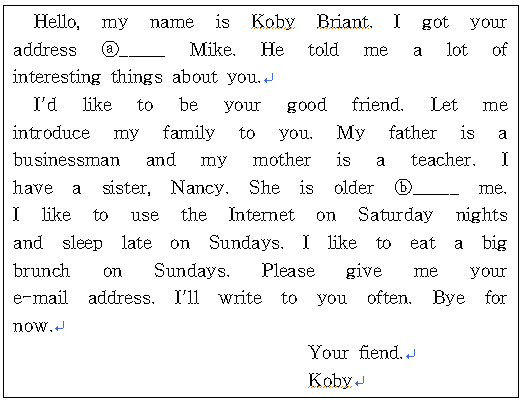 Hello, my name is Koby Briant. I got your
address ⓐ_____ Mike. He told me a lot of
interesting things about you.
I'd like to be your good friend. Let me
introduce my family to you. My father is a
businessman and my mother is a teacher. I
have a sister, Nancy. She is older ⓑ_____ me.
I like to use the Internet on Saturday nights
and sleep late on Sundays. I like to eat a big
brunch on Sundays. Please give me your
e-mail address. I'll write to you often. Bye for
now.
Your fiend.
Koby